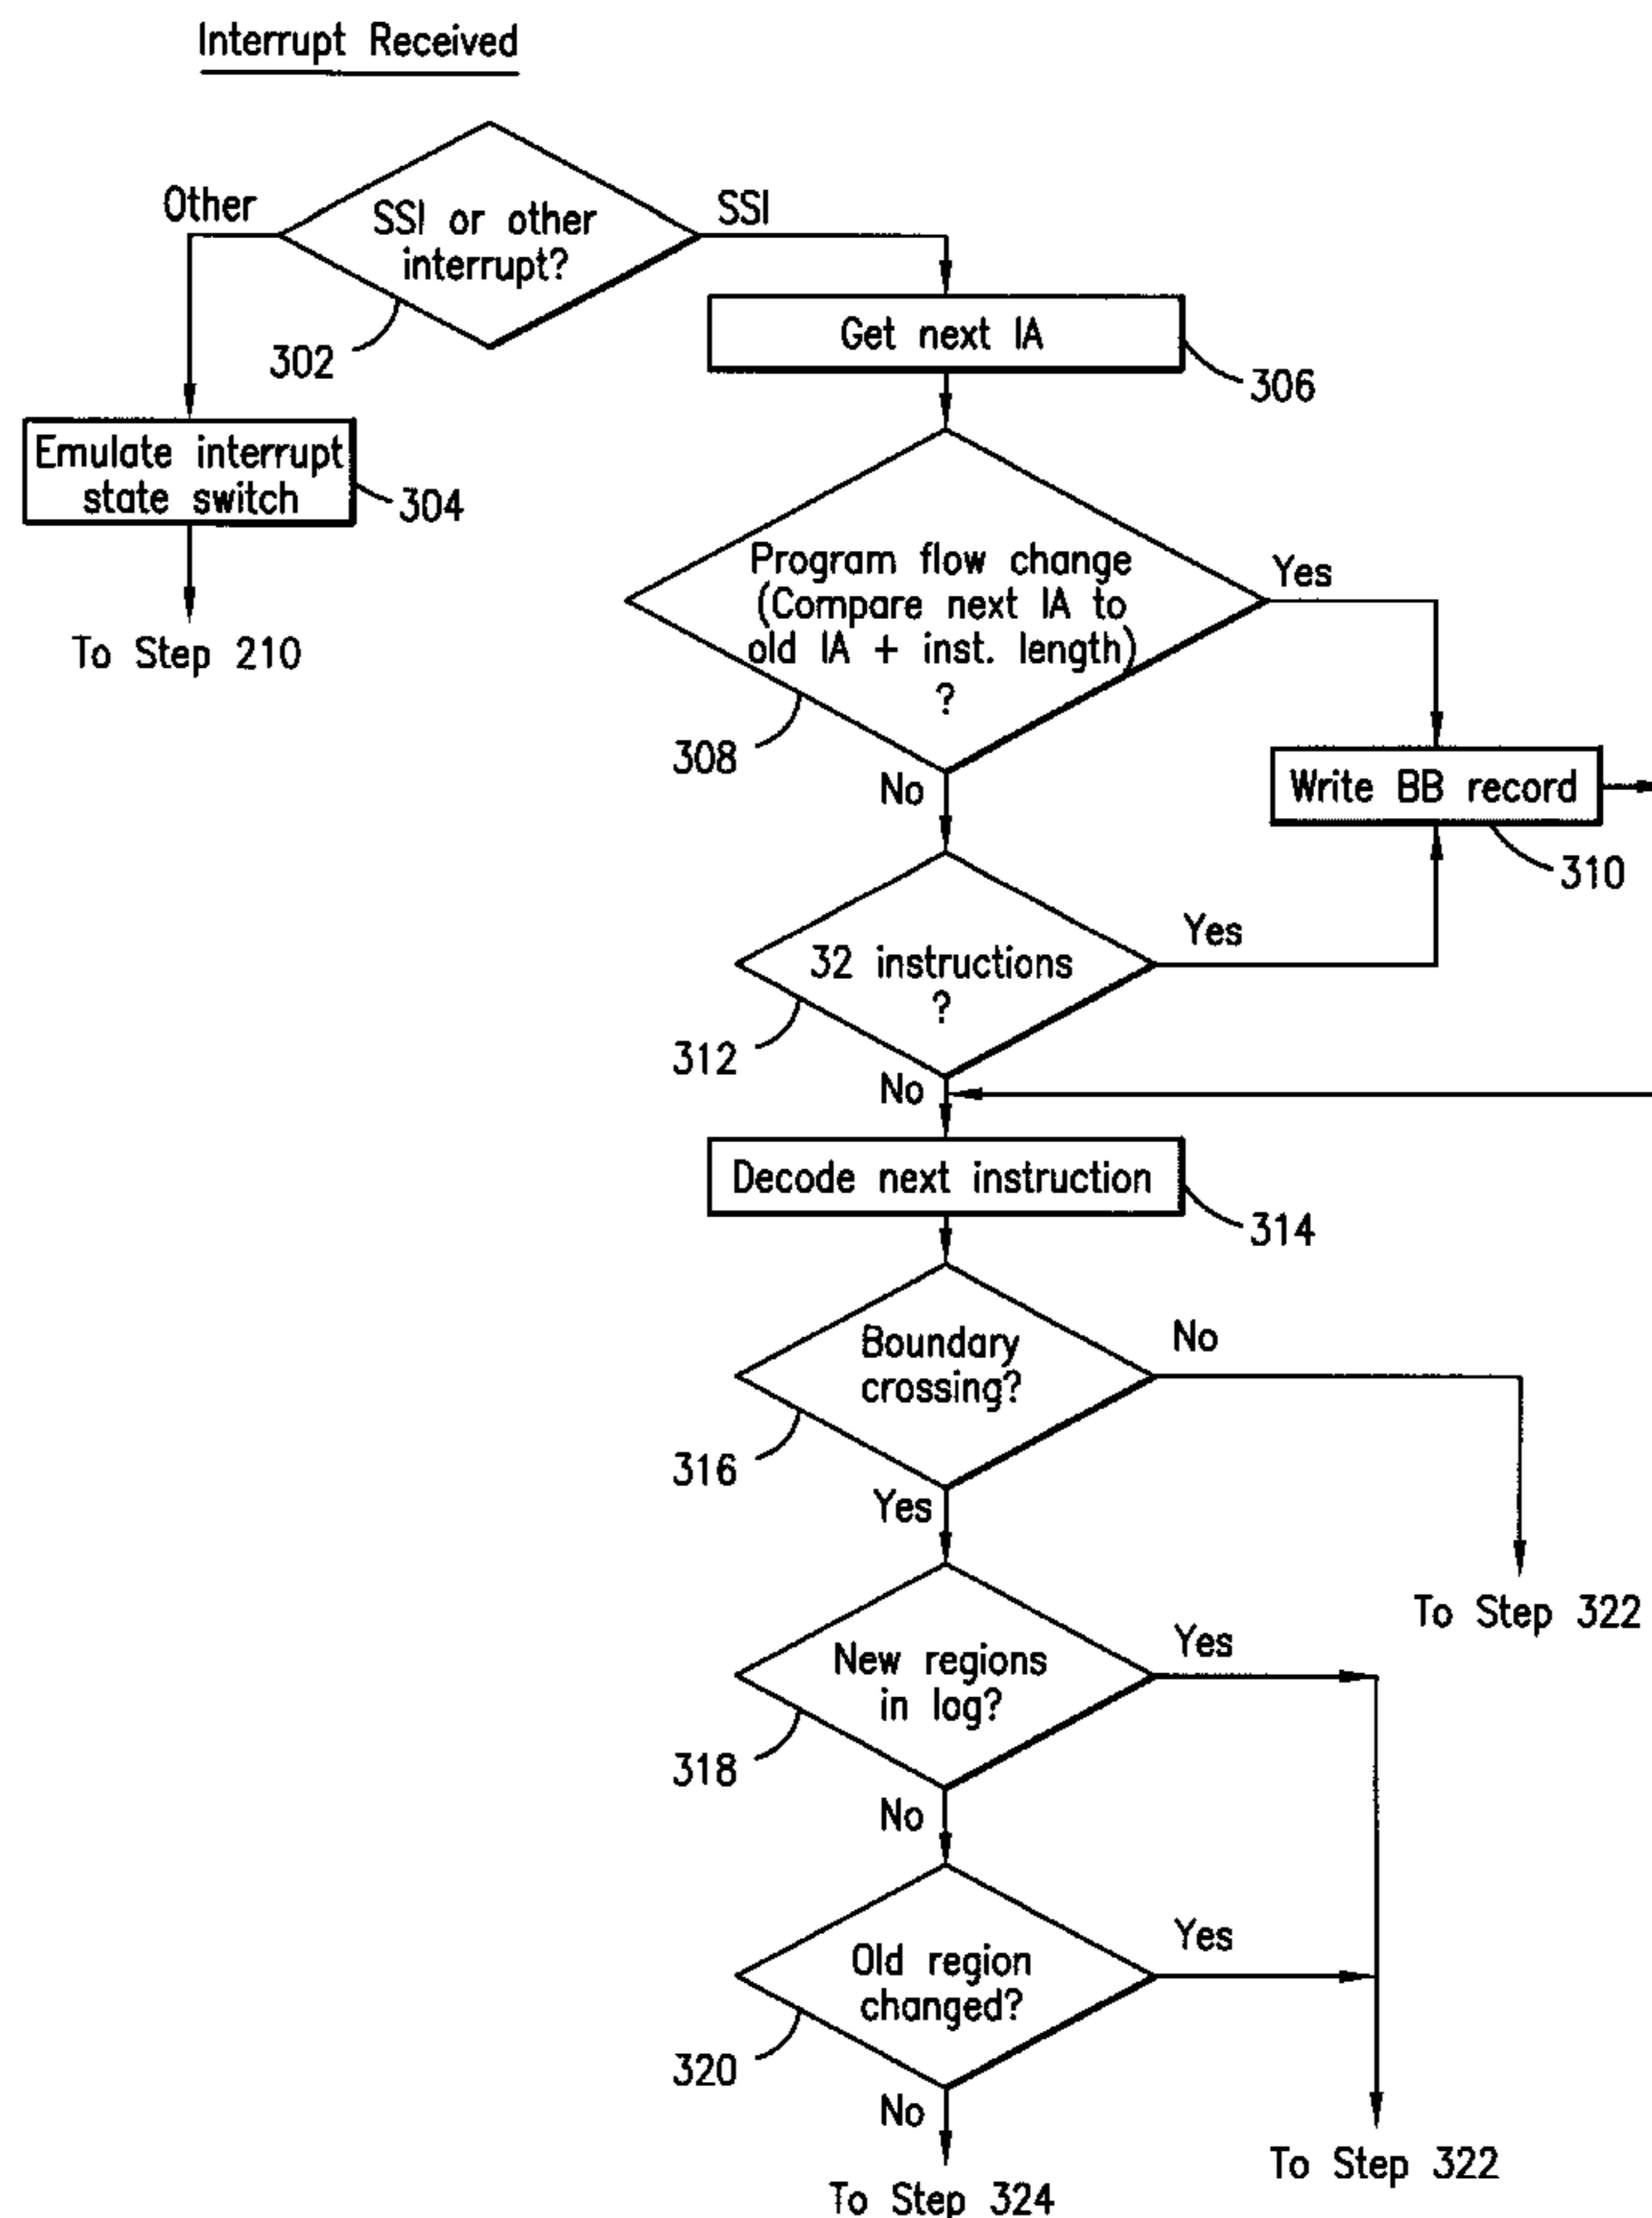 Interrupt Received
Other
SSI or other
interrupt?
SSI
302
Get next IA
306
Emulate interrupt
state switch
304
To Step 210
Program flow change
(Compare next IA to
old IA + inst. length)
?
Yes
308
No
Write BB record
310
32 instructions
?
Yes
312
No
Decode next instruction
314
Boundary
crossing?
No
316
Yes
To Step 322
New regions
in log?
Yes
318
No
Old region
changed?
Yes
320
No
To Step 322
To Step 324